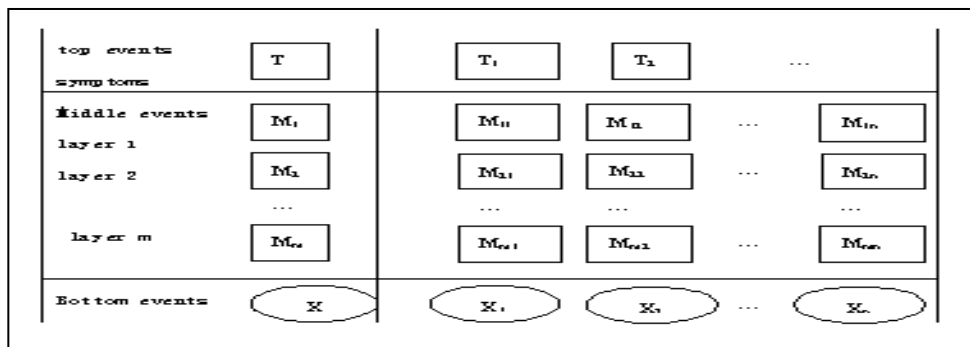 top events T T₁ T₂ ...
symptoms
Middle events M₁ M₁₁ M₁₂ ... M₁ₙ
layer 1
layer 2 M₂ M₂₁ M₂₂ ... M₂ₙ
... ... ... ...
layer m Mₘ Mₘ₁ Mₘ₂ ... Mₘₙ
Bottom events X X₁ X₂ ... Xₙ